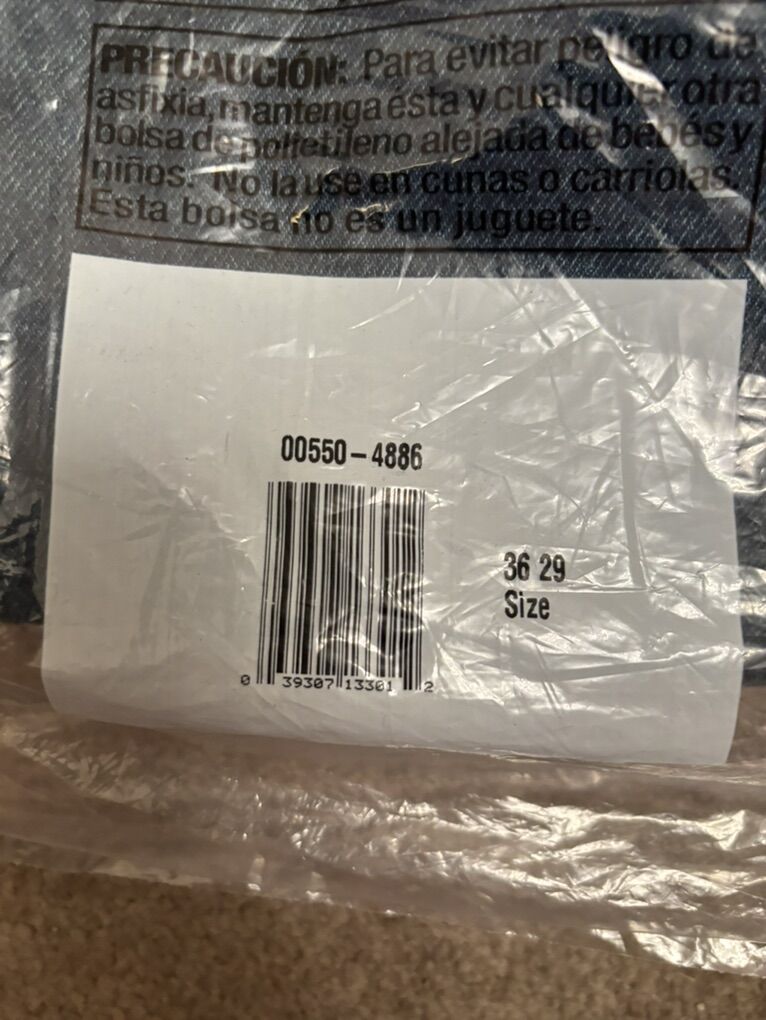 PRECAUCIÓN: Para evitar peligro de
asfixia, mantenga ésta y cualquier otra
bolsa de polietileno alejada de bebés y
niños. No la use en cunas o carriolas.
Esta bolsa no es un juguete.
00550-4886
36 29
Size
0 39307 13301 2